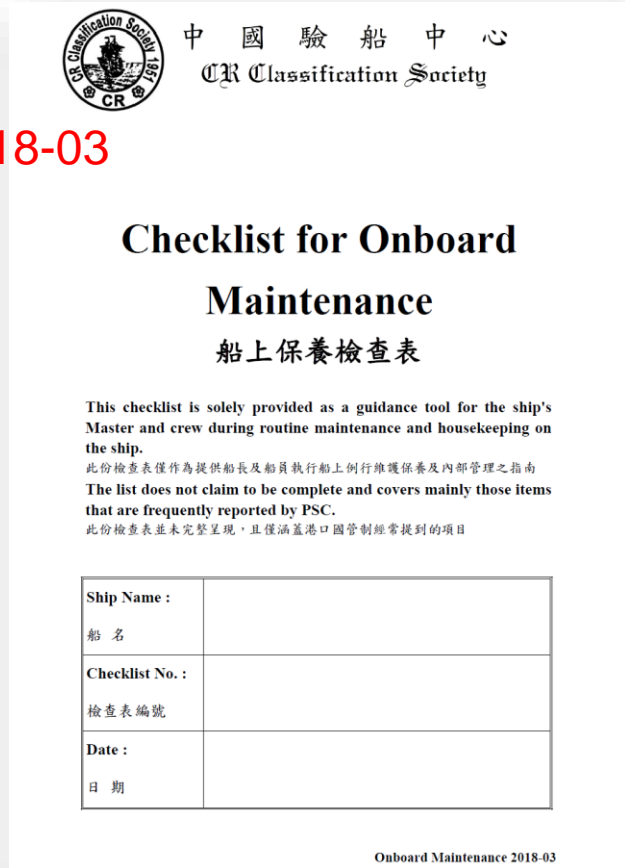 CR Classification Society 1951
CR
中國驗船中心
CR Classification Society
18-03
Checklist for Onboard
Maintenance
船上保養檢查表
This checklist is solely provided as a guidance tool for the ship's
Master and crew during routine maintenance and housekeeping on
the ship.
此份檢查表僅作為提供船長及船員執行船上例行維護保養及內部管理之指南
The list does not claim to be complete and covers mainly those items
that are frequently reported by PSC.
此份檢查表並未完整呈現，且僅涵蓋港口國管制經常提到的項目
Ship Name :
船 名
Checklist No. :
檢查表編號
Date :
日 期
Onboard Maintenance 2018-03